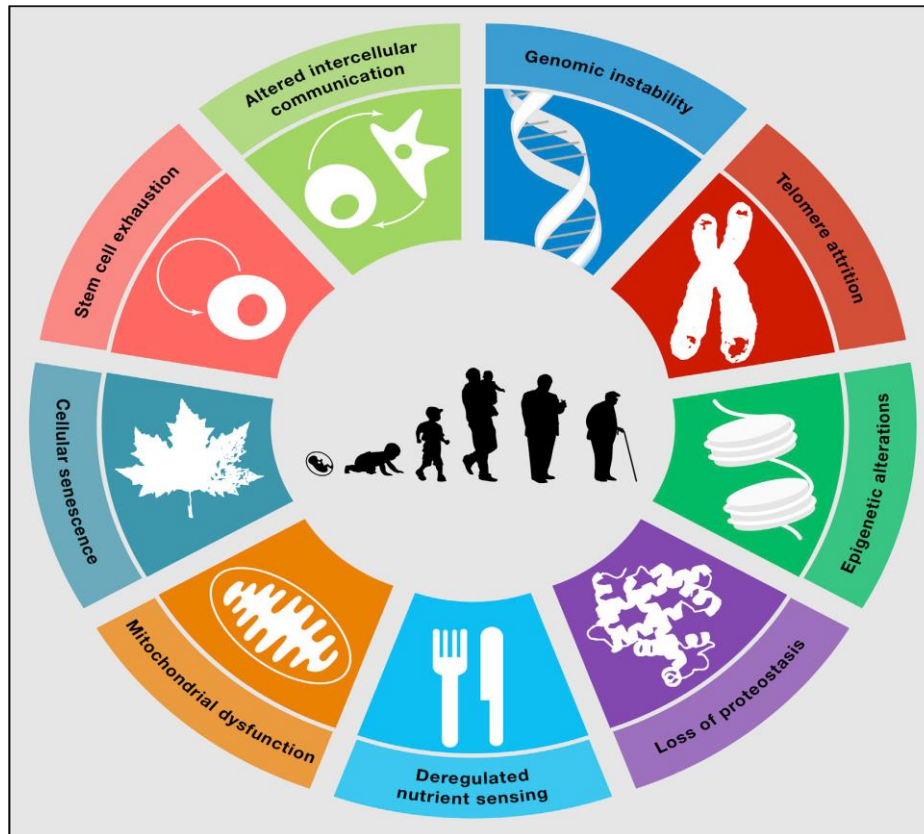 Genomic instability
Telomere attrition
Epigenetic alterations
Loss of proteostasis
Deregulated
nutrient sensing
Mitochondrial dysfunction
Cellular senescence
Stem cell exhaustion
Altered intercellular
communication